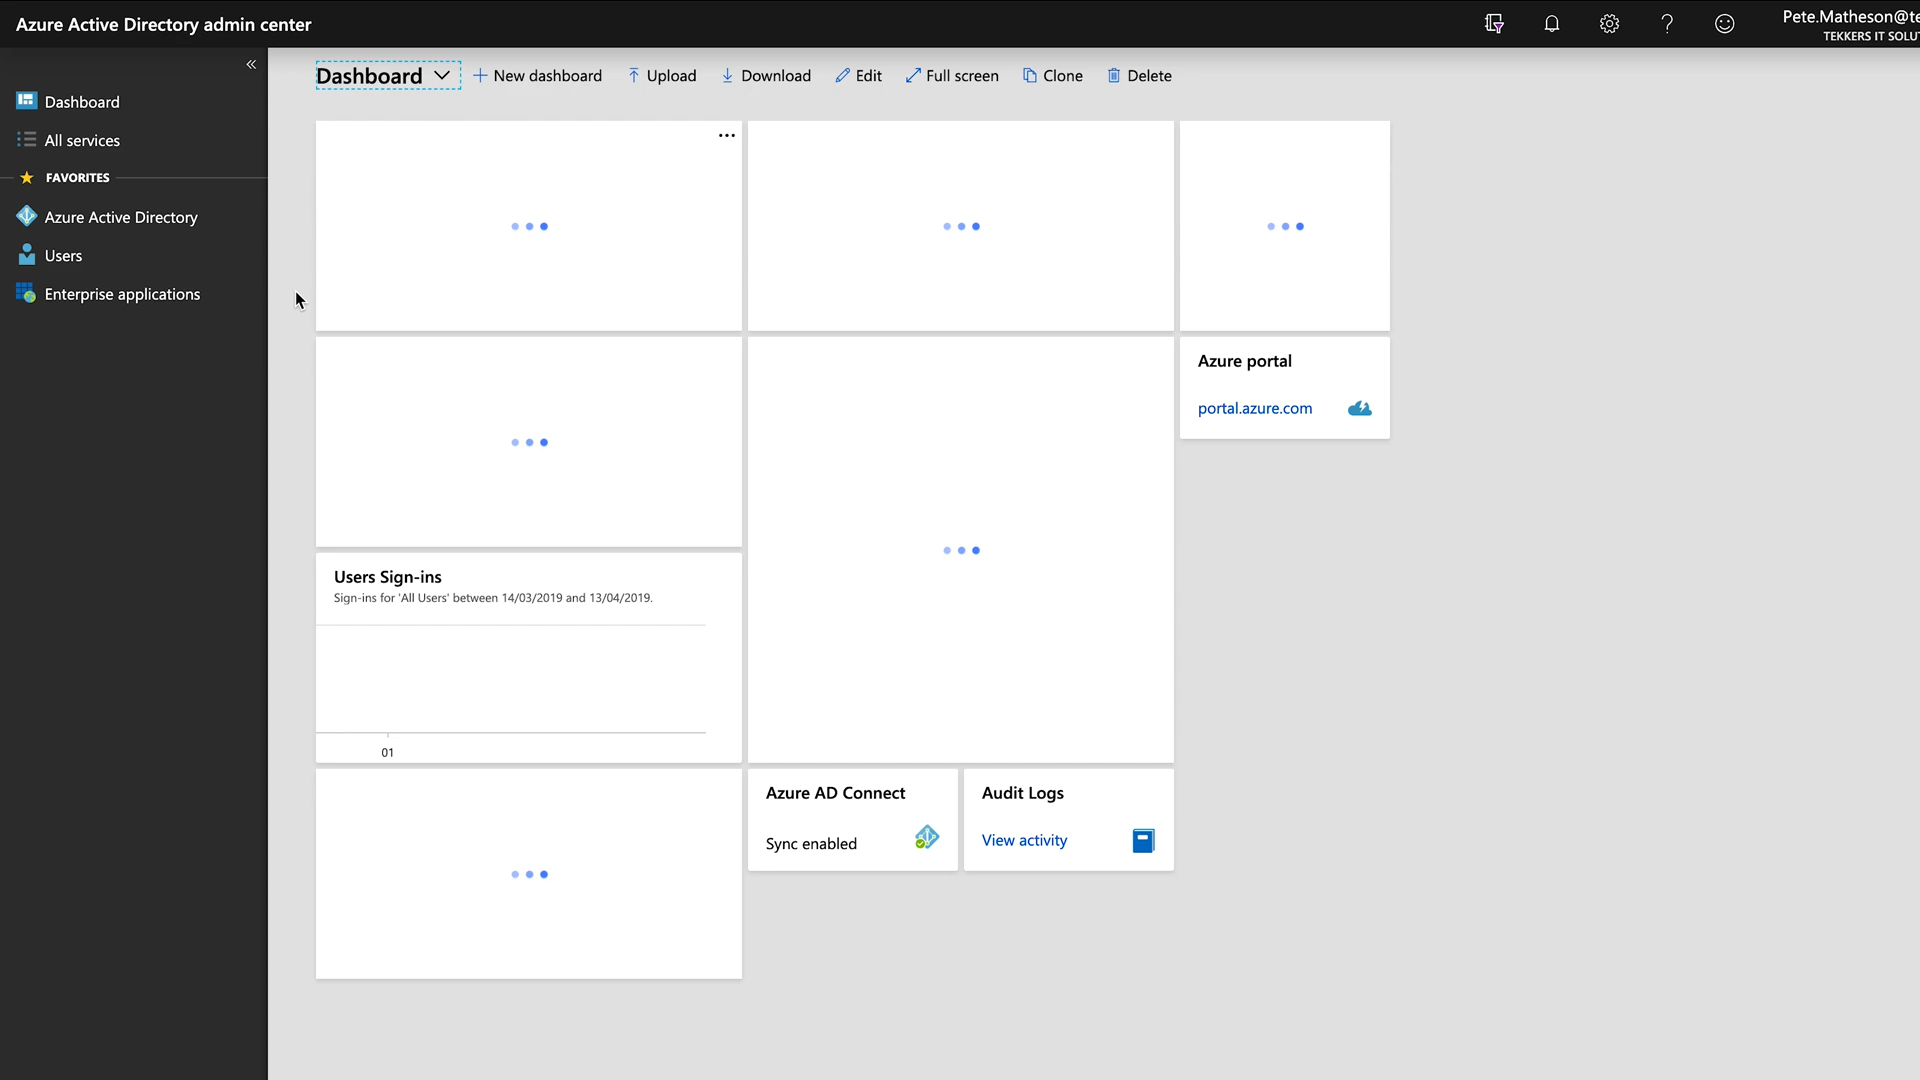 Azure Active Directory admin center
Pete.Matheson@te
TEKKERS IT SOLUT
Dashboard
All services
FAVORITES
Azure Active Directory
Users
Enterprise applications
Dashboard
New dashboard
Upload
Download
Edit
Full screen
Clone
Delete
Azure portal
portal.azure.com
Users Sign-ins
Sign-ins for 'All Users' between 14/03/2019 and 13/04/2019.
01
Azure AD Connect
Sync enabled
Audit Logs
View activity